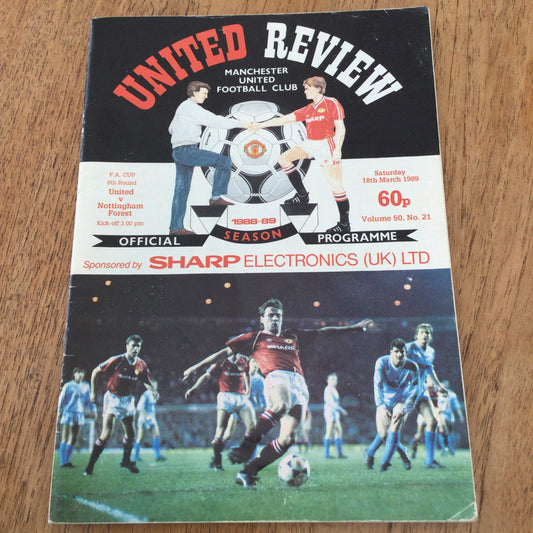 UNITED REVIEW
MANCHESTER
UNITED
FOOTBALL CLUB
SHARP
F.A. CUP
6th Round
United
v
Nottingham
Forest
Kick-off 3.00 pm
Saturday
18th March 1989
60p
Volume 50, No. 21
1988-89
OFFICIAL SEASON PROGRAMME
Sponsored by SHARP ELECTRONICS (UK) LTD
SHARP